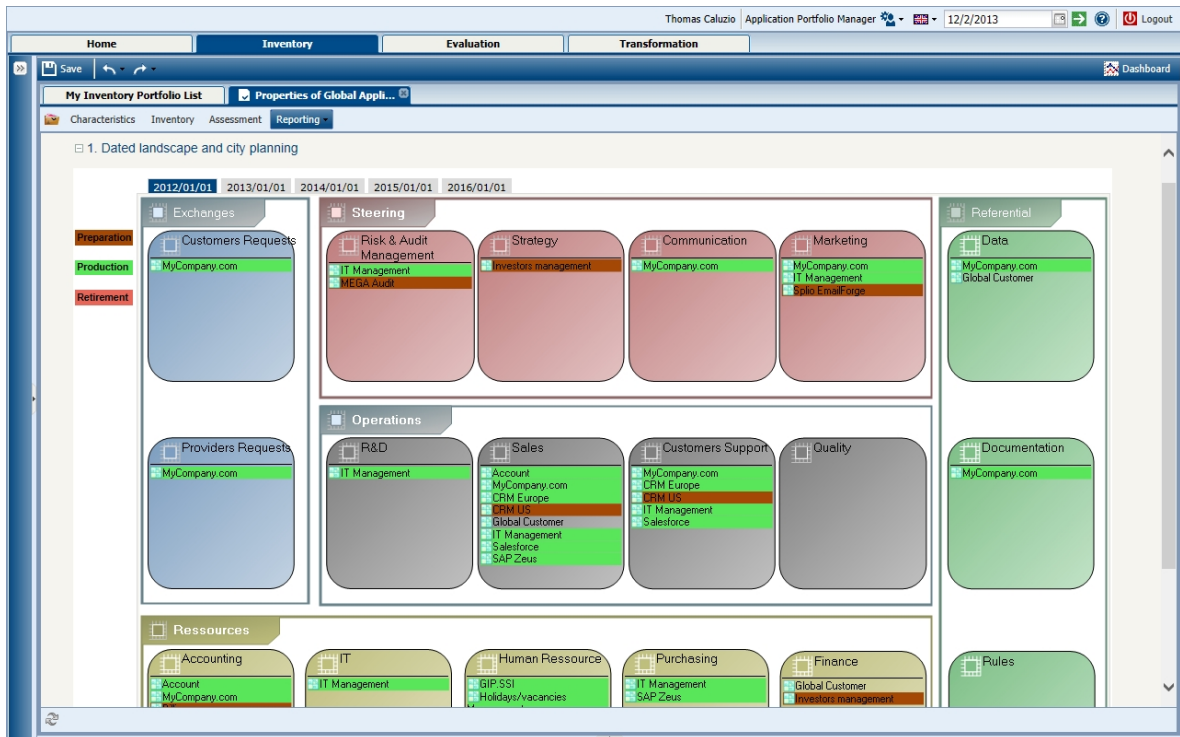 Thomas Caluzio Application Portfolio Manager 12/2/2013 Logout
Home Inventory Evaluation Transformation
Save Dashboard
My Inventory Portfolio List Properties of Global Appli...
Characteristics Inventory Assessment Reporting
1. Dated landscape and city planning
2012/01/01 2013/01/01 2014/01/01 2015/01/01 2016/01/01
Preparation
Production
Retirement
Exchanges
Customers Requests
MyCompany.com
Providers Requests
MyCompany.com
Steering
Risk & Audit
Management
IT Management
MEGA Audit
Strategy
Investors management
Communication
MyCompany.com
Marketing
MyCompany.com
IT Management
Splio EmailForge
Operations
R&D
IT Management
Sales
Account
MyCompany.com
CRM Europe
CRM US
Global Customer
IT Management
Salesforce
SAP Zeus
Customers Support
MyCompany.com
CRM Europe
CRM US
IT Management
Salesforce
Quality
Referential
Data
MyCompany.com
Global Customer
Documentation
MyCompany.com
Rules
Ressources
Accounting
Account
MyCompany.com
IT
IT Management
Human Ressource
GIP.SSI
Holidays/vacancies
Purchasing
IT Management
SAP Zeus
Finance
Global Customer
Investors management